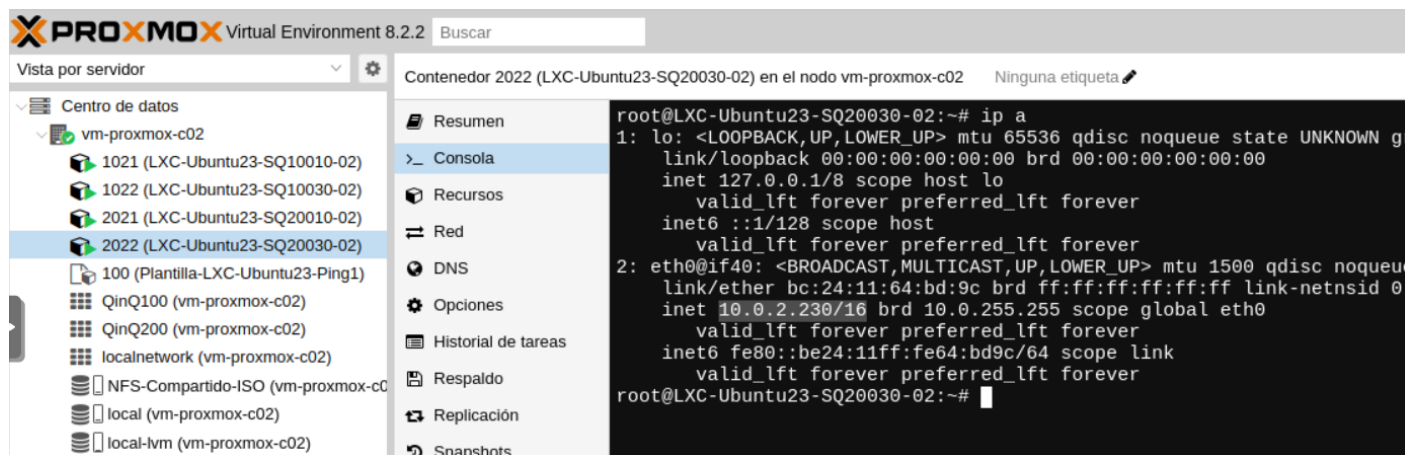 PROXMOX Virtual Environment 8.2.2 Buscar
Vista por servidor
Centro de datos
vm-proxmox-c02
1021 (LXC-Ubuntu23-SQ10010-02)
1022 (LXC-Ubuntu23-SQ10030-02)
2021 (LXC-Ubuntu23-SQ20010-02)
2022 (LXC-Ubuntu23-SQ20030-02)
100 (Plantilla-LXC-Ubuntu23-Ping1)
QinQ100 (vm-proxmox-c02)
QinQ200 (vm-proxmox-c02)
localnetwork (vm-proxmox-c02)
NFS-Compartido-ISO (vm-proxmox-c0
local (vm-proxmox-c02)
local-lvm (vm-proxmox-c02)
Contenedor 2022 (LXC-Ubuntu23-SQ20030-02) en el nodo vm-proxmox-c02 Ninguna etiqueta
Resumen
>_ Consola
Recursos
Red
DNS
Opciones
Historial de tareas
Respaldo
Replicación
Snapshots
root@LXC-Ubuntu23-SQ20030-02:~# ip a
1: lo: <LOOPBACK,UP,LOWER_UP> mtu 65536 qdisc noqueue state UNKNOWN g
link/loopback 00:00:00:00:00:00 brd 00:00:00:00:00:00
inet 127.0.0.1/8 scope host lo
valid_lft forever preferred_lft forever
inet6 ::1/128 scope host
valid_lft forever preferred_lft forever
2: eth0@if40: <BROADCAST,MULTICAST,UP,LOWER_UP> mtu 1500 qdisc noqueue
link/ether bc:24:11:64:bd:9c brd ff:ff:ff:ff:ff:ff link-netnsid 0
inet 10.0.2.230/16 brd 10.0.255.255 scope global eth0
valid_lft forever preferred_lft forever
inet6 fe80::be24:11ff:fe64:bd9c/64 scope link
valid_lft forever preferred_lft forever
root@LXC-Ubuntu23-SQ20030-02:~#